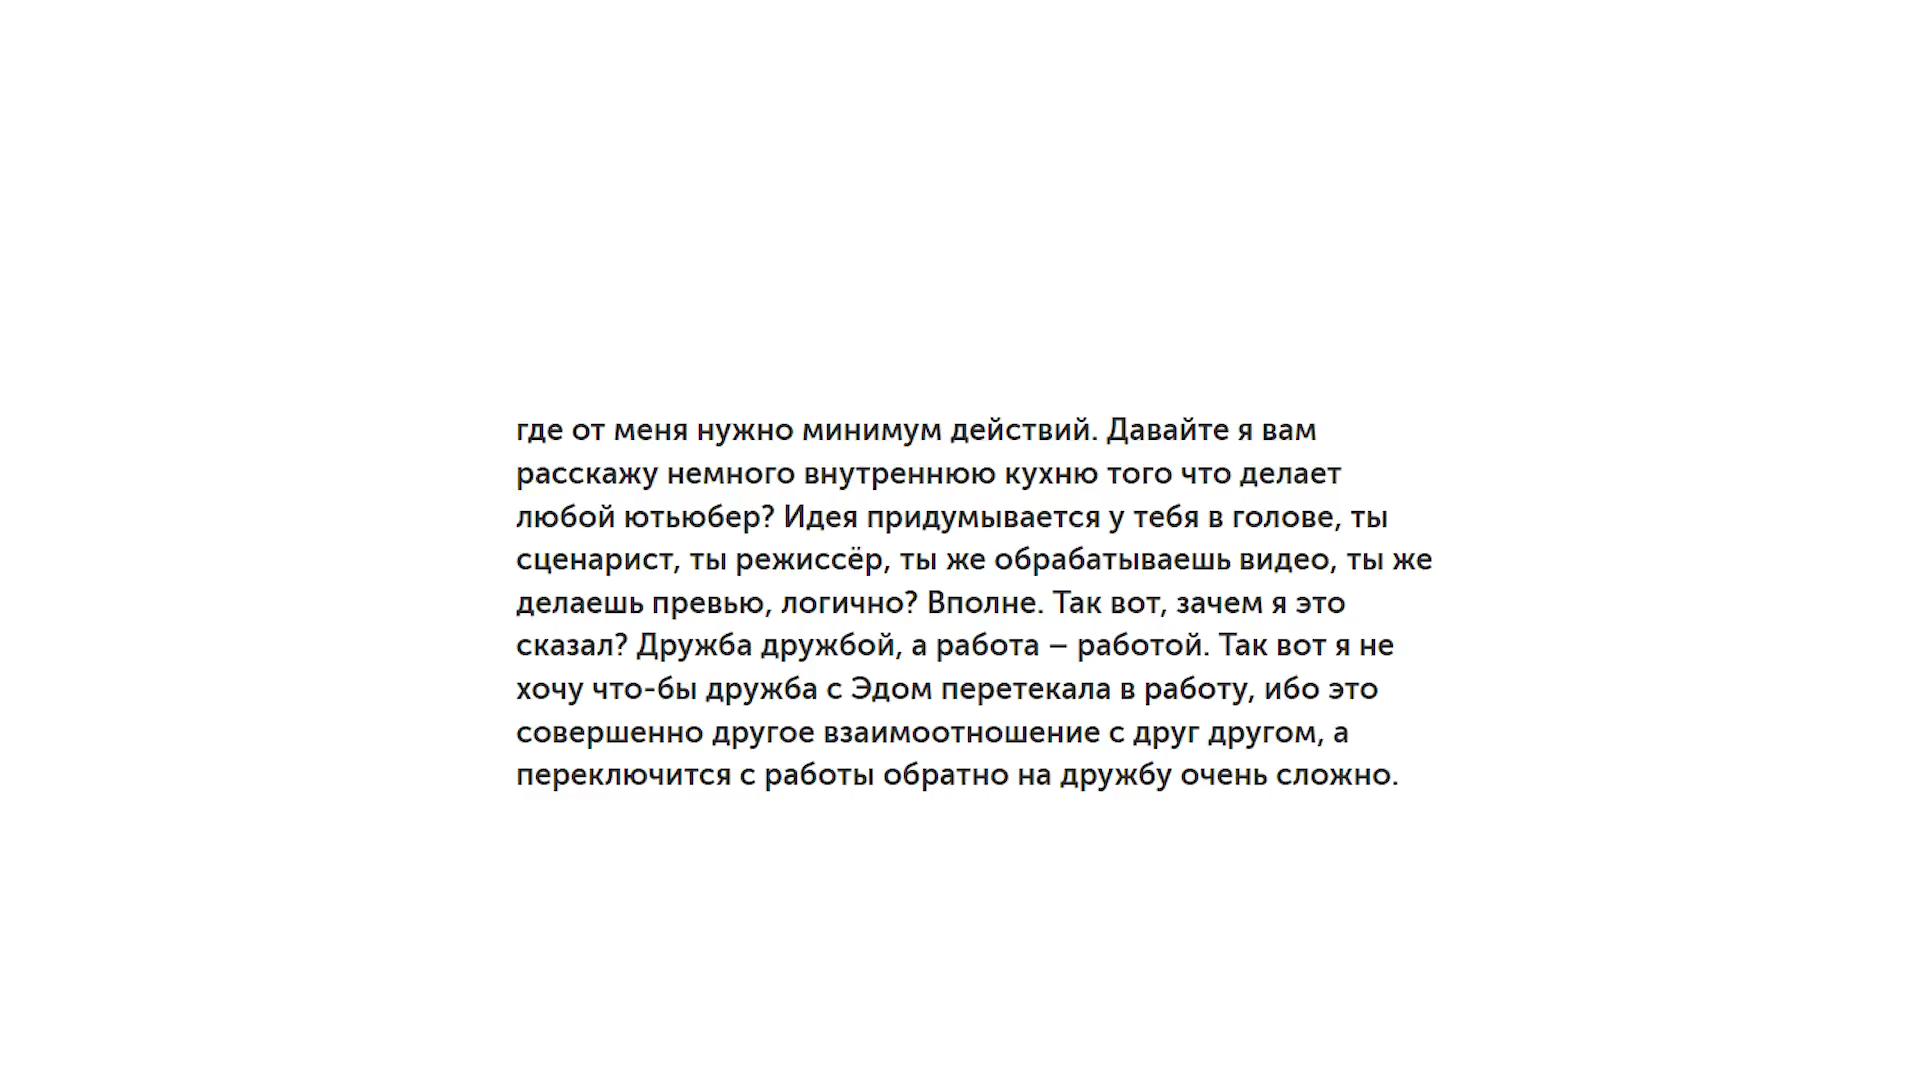 где от меня нужно минимум действий. Давайте я вам
расскажу немного внутреннюю кухню того что делает
любой ютьюбер? Идея придумывается у тебя в голове, ты
сценарист, ты режиссёр, ты же обрабатываешь видео, ты же
делаешь превью, логично? Вполне. Так вот, зачем я это
сказал? Дружба дружбой, а работа – работой. Так вот я не
хочу что-бы дружба с Эдом перетекала в работу, ибо это
совершенно другое взаимоотношение с друг другом, а
переключится с работы обратно на дружбу очень сложно.